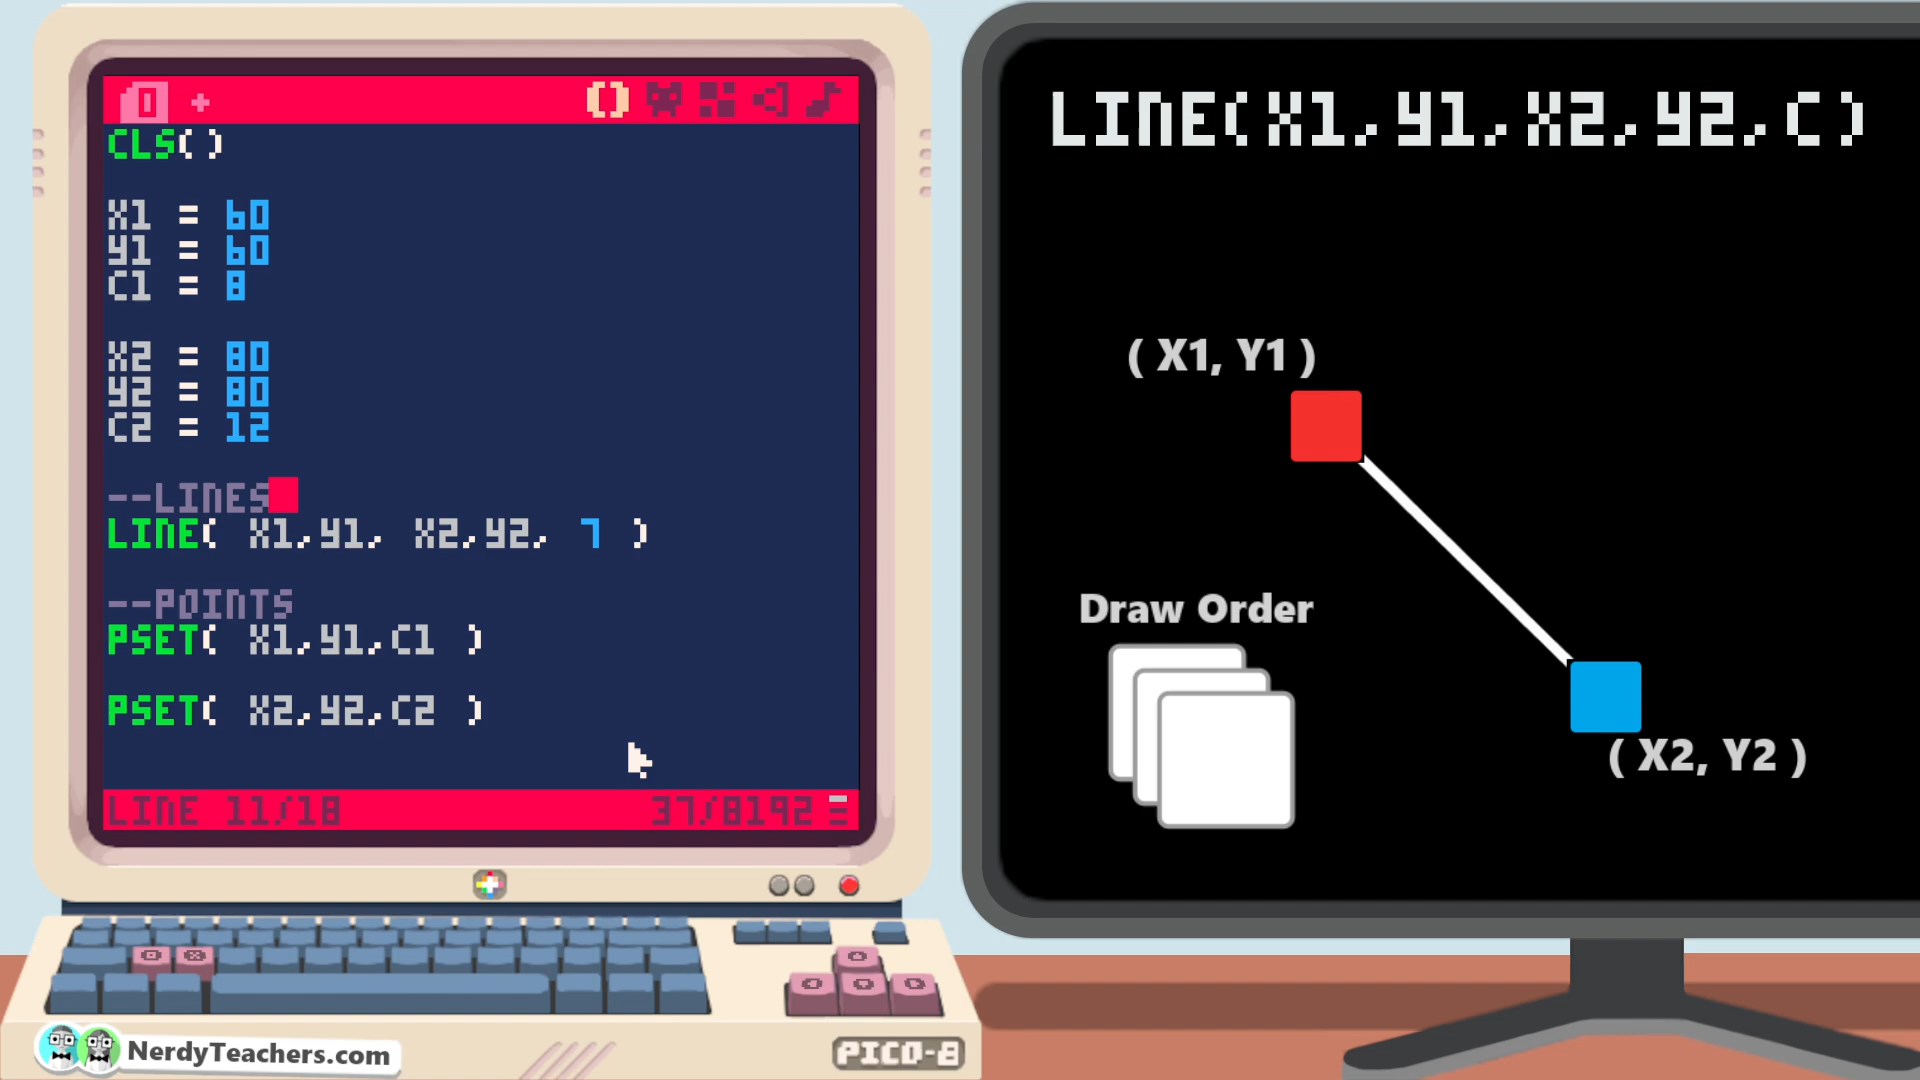 CLS()
X1 = 60
Y1 = 60
C1 = 8
X2 = 80
Y2 = 80
C2 = 12
--LINES
LINE( X1,Y1, X2,Y2, 7 )
--POINTS
PSET( X1,Y1,C1 )
PSET( X2,Y2,C2 )
LINE 11/18 37/8192
NerdyTeachers.com
PICO-8
LINE(X1,Y1,X2,Y2,C)
( X1, Y1 )
Draw Order
( X2, Y2 )